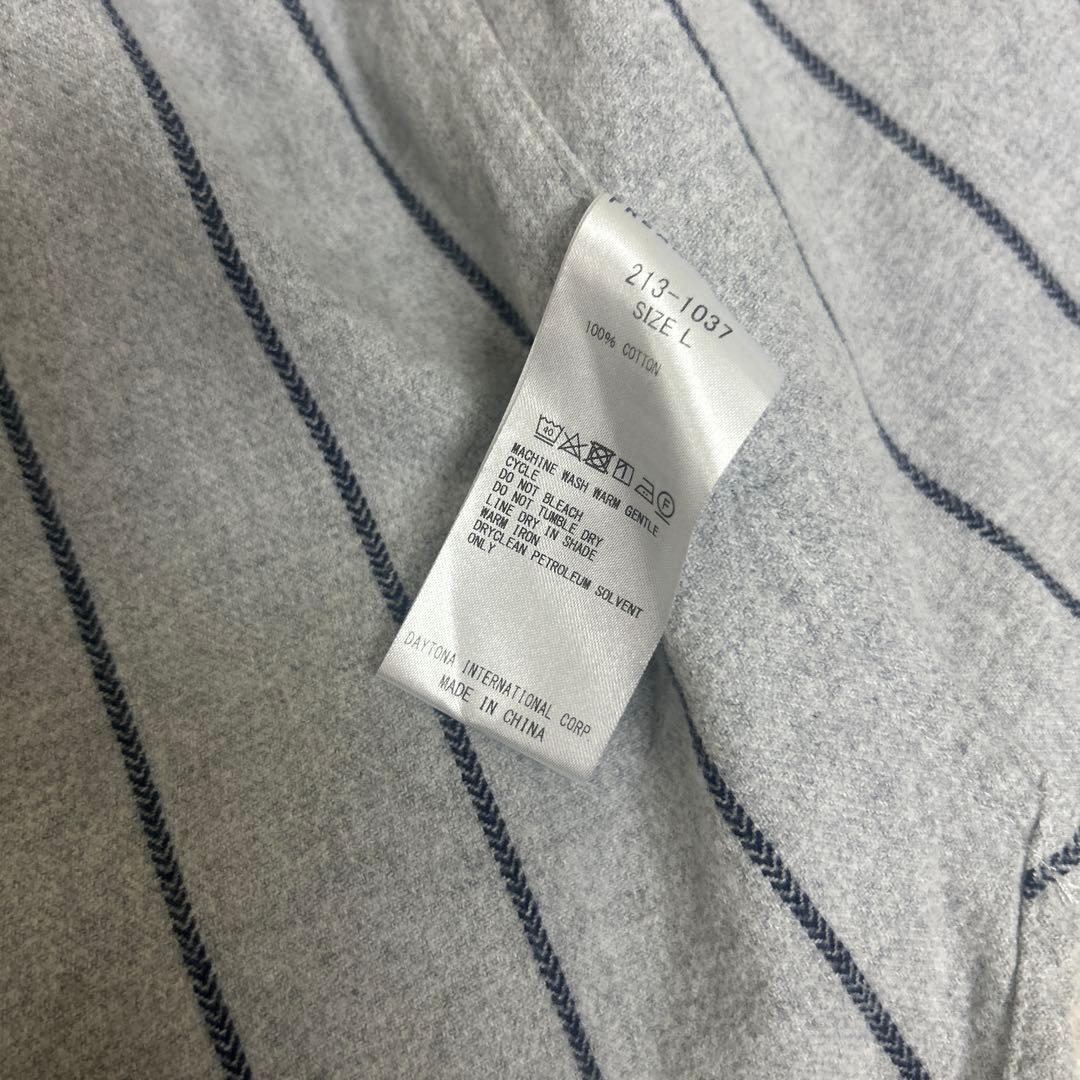 213-1037
SIZE L
100% COTTON
40 F
MACHINE WASH WARM GENTLE
CYCLE
DO NOT BLEACH
DO NOT TUMBLE DRY
LINE DRY IN SHADE
WARM IRON
DRYCLEAN PETROLEUM SOLVENT
ONLY
DAYTONA INTERNATIONAL CORP
MADE IN CHINA